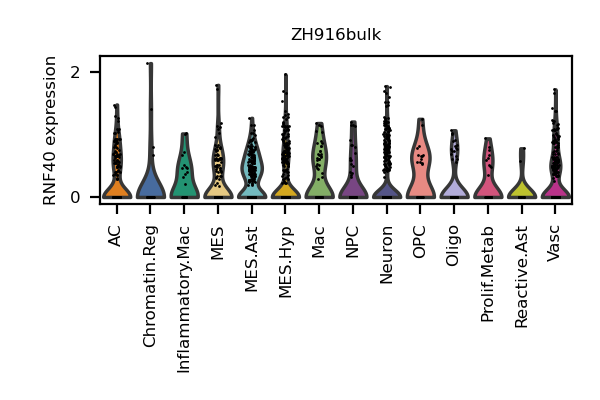 ZH916bulk
RNF40 expression
2
0
AC
Chromatin.Reg
Inflammatory.Mac
MES
MES.Ast
MES.Hyp
Mac
NPC
Neuron
OPC
Oligo
Prolif.Metab
Reactive.Ast
Vasc